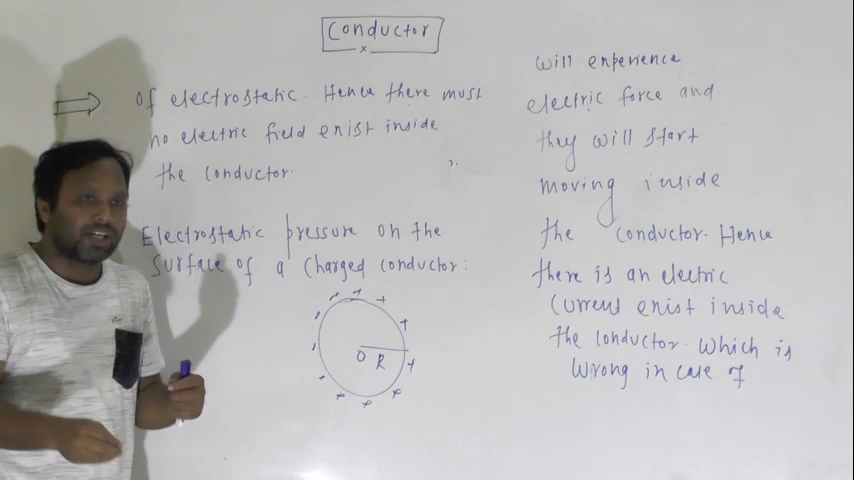 Conductor
x
of electrostatic. Hence there must
no electric field exist inside
the conductor.
Electrostatic pressure on the
surface of a charged conductor:
+ + +
+ +
O R
+
+ + +
will experience
electric force and
they will start
moving inside
the conductor. Hence
there is an electric
current exist inside
the conductor. Which is
wrong in case of